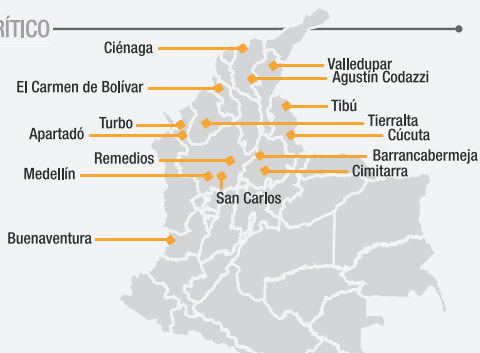 RÍTICO
Ciénaga
Valledupar
Agustín Codazzi
El Carmen de Bolívar
Tibú
Turbo
Tierralta
Apartadó
Cúcuta
Remedios
Barrancabermeja
Medellín
Cimitarra
San Carlos
Buenaventura